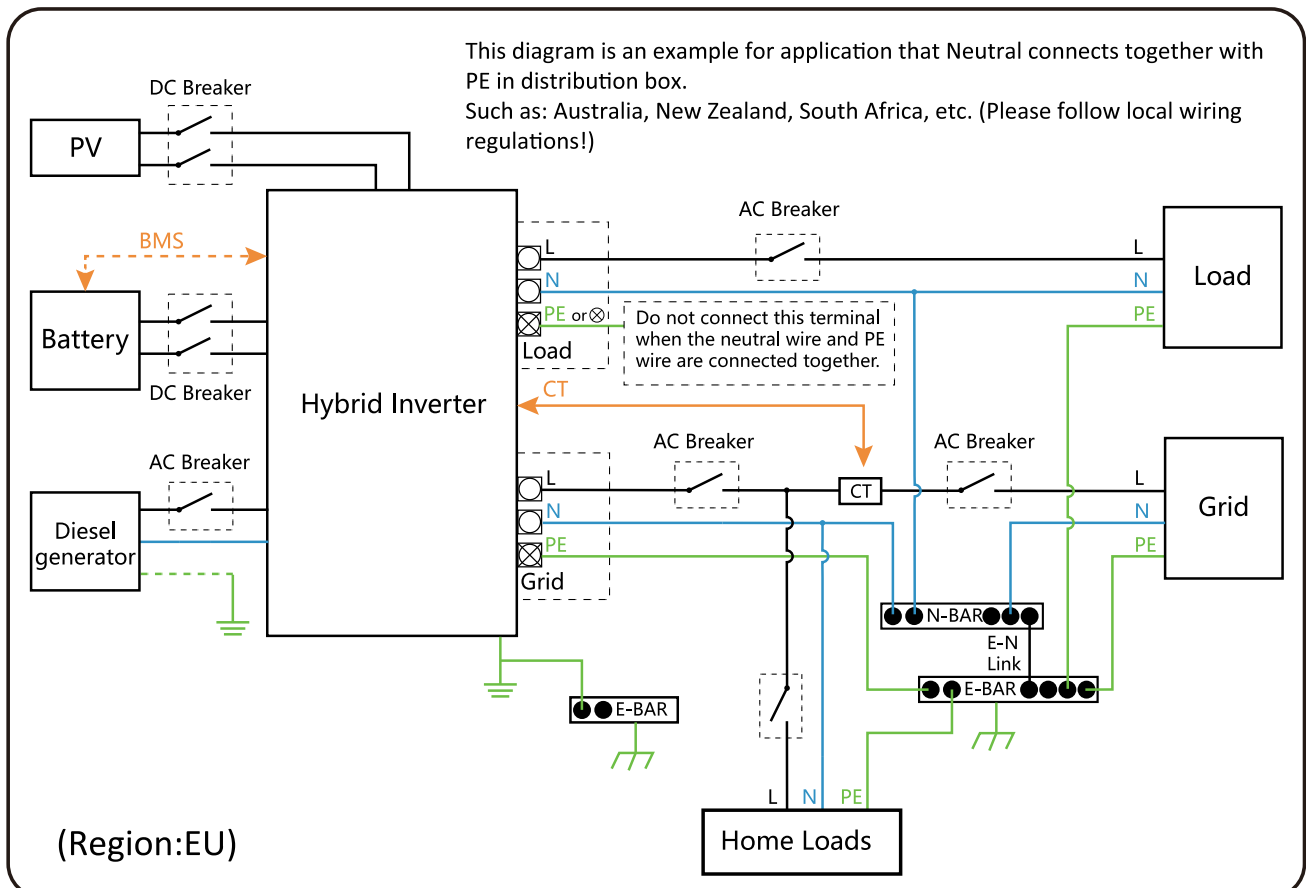 This diagram is an example for application that Neutral connects together with
PE in distribution box.
Such as: Australia, New Zealand, South Africa, etc. (Please follow local wiring
regulations!)
DC Breaker
PV
AC Breaker
BMS
L
L
N
N
Load
PE or ⊗
PE
Do not connect this terminal
when the neutral wire and PE
wire are connected together.
Load
Battery
DC Breaker
Hybrid Inverter
CT
AC Breaker
AC Breaker
AC Breaker
L
CT
L
N
N
Grid
Diesel
generator
PE
PE
Grid
N-BAR
E-N
Link
E-BAR
E-BAR
L
N
PE
Home Loads
(Region:EU)